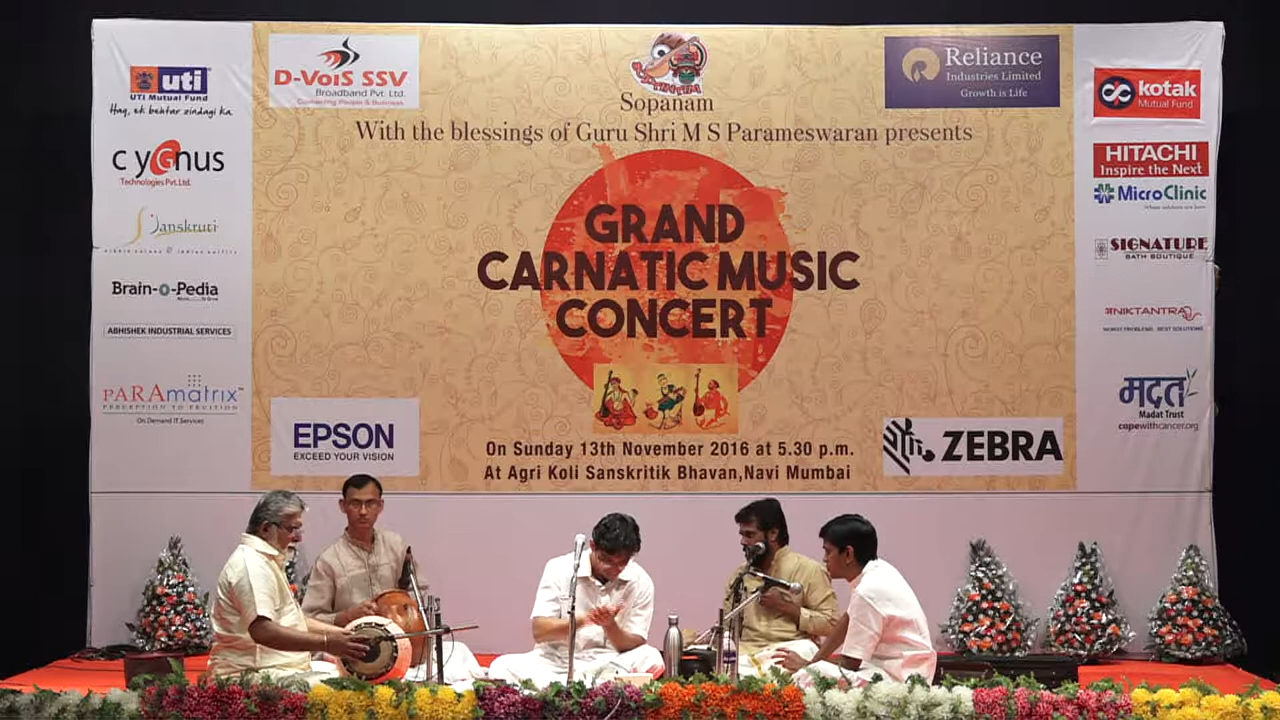 uti
UTI Mutual Fund
Haq, ek behtar zindagi ka
cyGnus
Technologies Pvt. Ltd.
Janskruti
Brain-o-Pedia
ABHISHEK INDUSTRIAL SERVICES
PARAmatrix™
PERCEPTION TO FRUITION
On Demand IT Services
D-VoiS SSV
Broadband Pvt. Ltd.
Connecting People & Business
Sopanam
With the blessings of Guru Shri M S Parameswaran presents
GRAND
CARNATIC MUSIC
CONCERT
On Sunday 13th November 2016 at 5.30 p.m.
At Agri Koli Sanskritik Bhavan,Navi Mumbai
EPSON
EXCEED YOUR VISION
Reliance
Industries Limited
Growth is Life
ZEBRA
kotak
Mutual Fund
HITACHI
Inspire the Next
MicroClinic
SIGNATURE
BATH BOUTIQUE
मदत
Madat Trust
copewithcancer.org